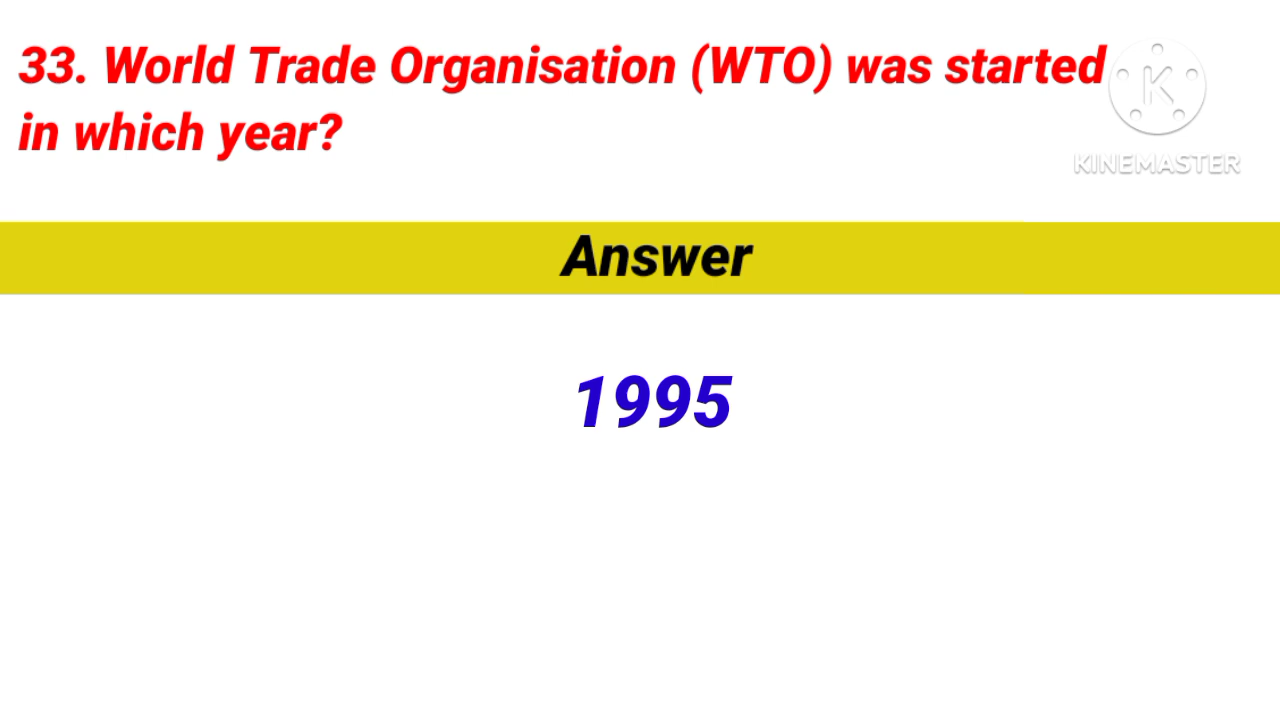 33. World Trade Organisation (WTO) was started
in which year?
K
KINEMASTER
Answer
1995